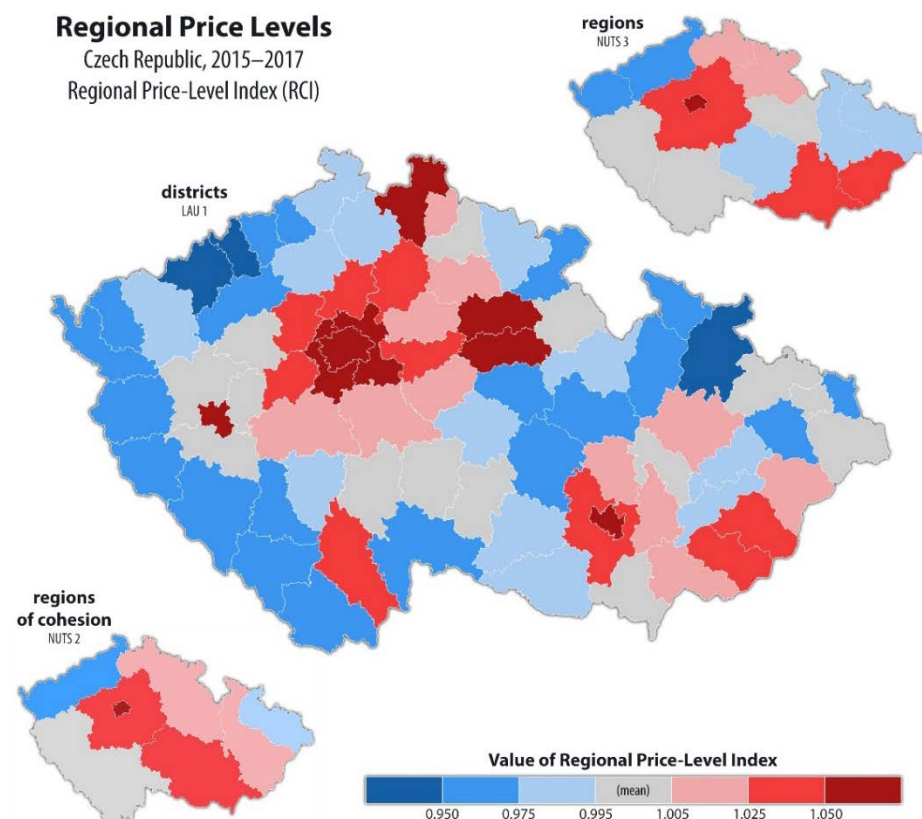 Regional Price Levels
Czech Republic, 2015–2017
Regional Price-Level Index (RCI)
regions
NUTS 3
districts
LAU 1
regions
of cohesion
NUTS 2
Value of Regional Price-Level Index
(mean)
0.950 0.975 0.995 1.005 1.025 1.050